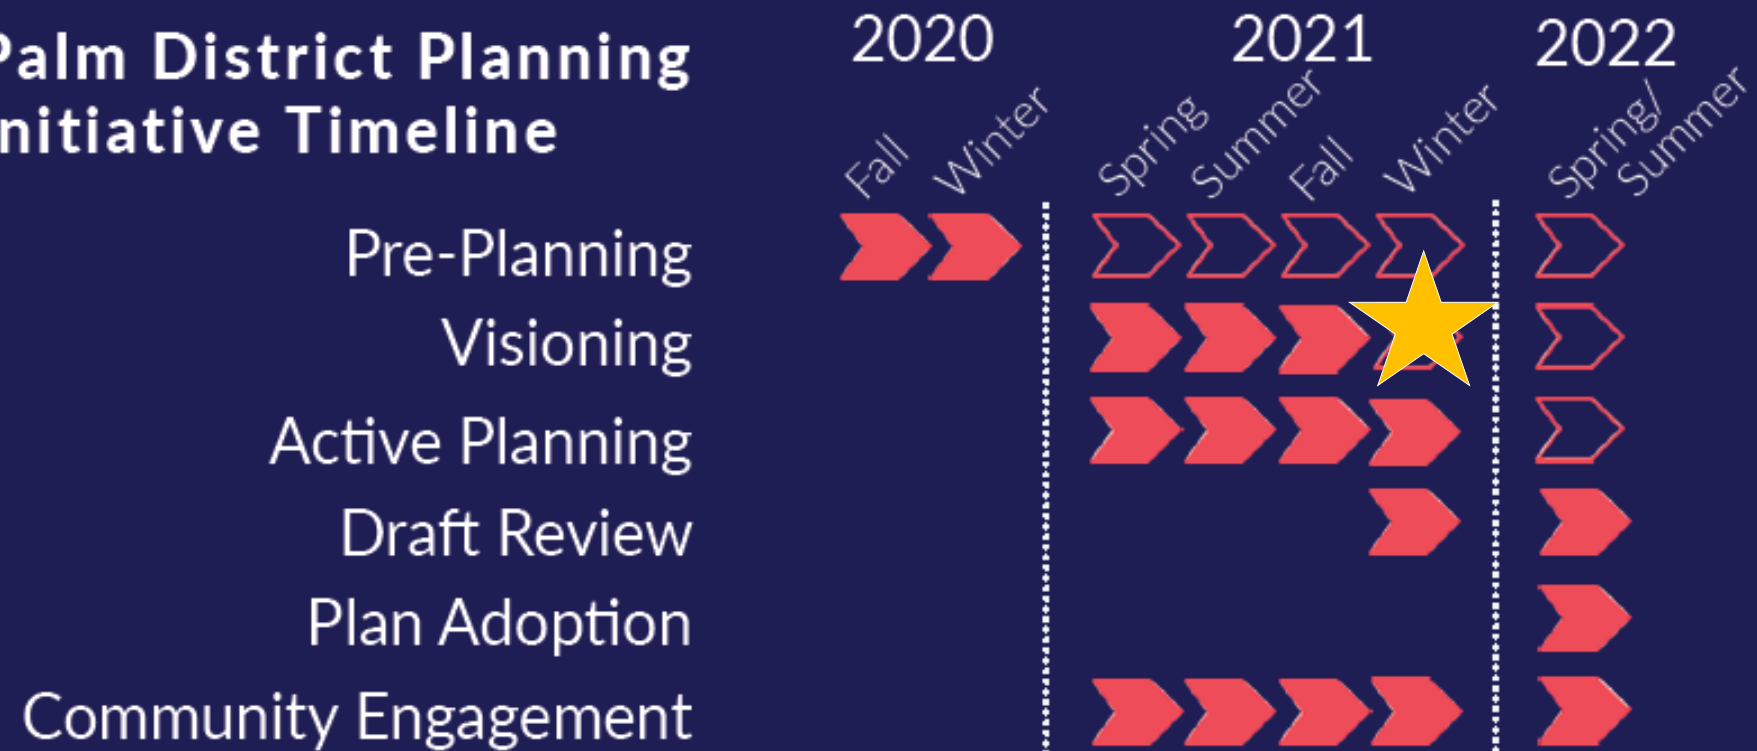 Palm District Planning
nitiative Timeline
2020
2021
2022
Fall
Winter
Spring
Summer
Fall
Winter
Spring/
Summer
Pre-Planning
Visioning
Active Planning
Draft Review
Plan Adoption
Community Engagement